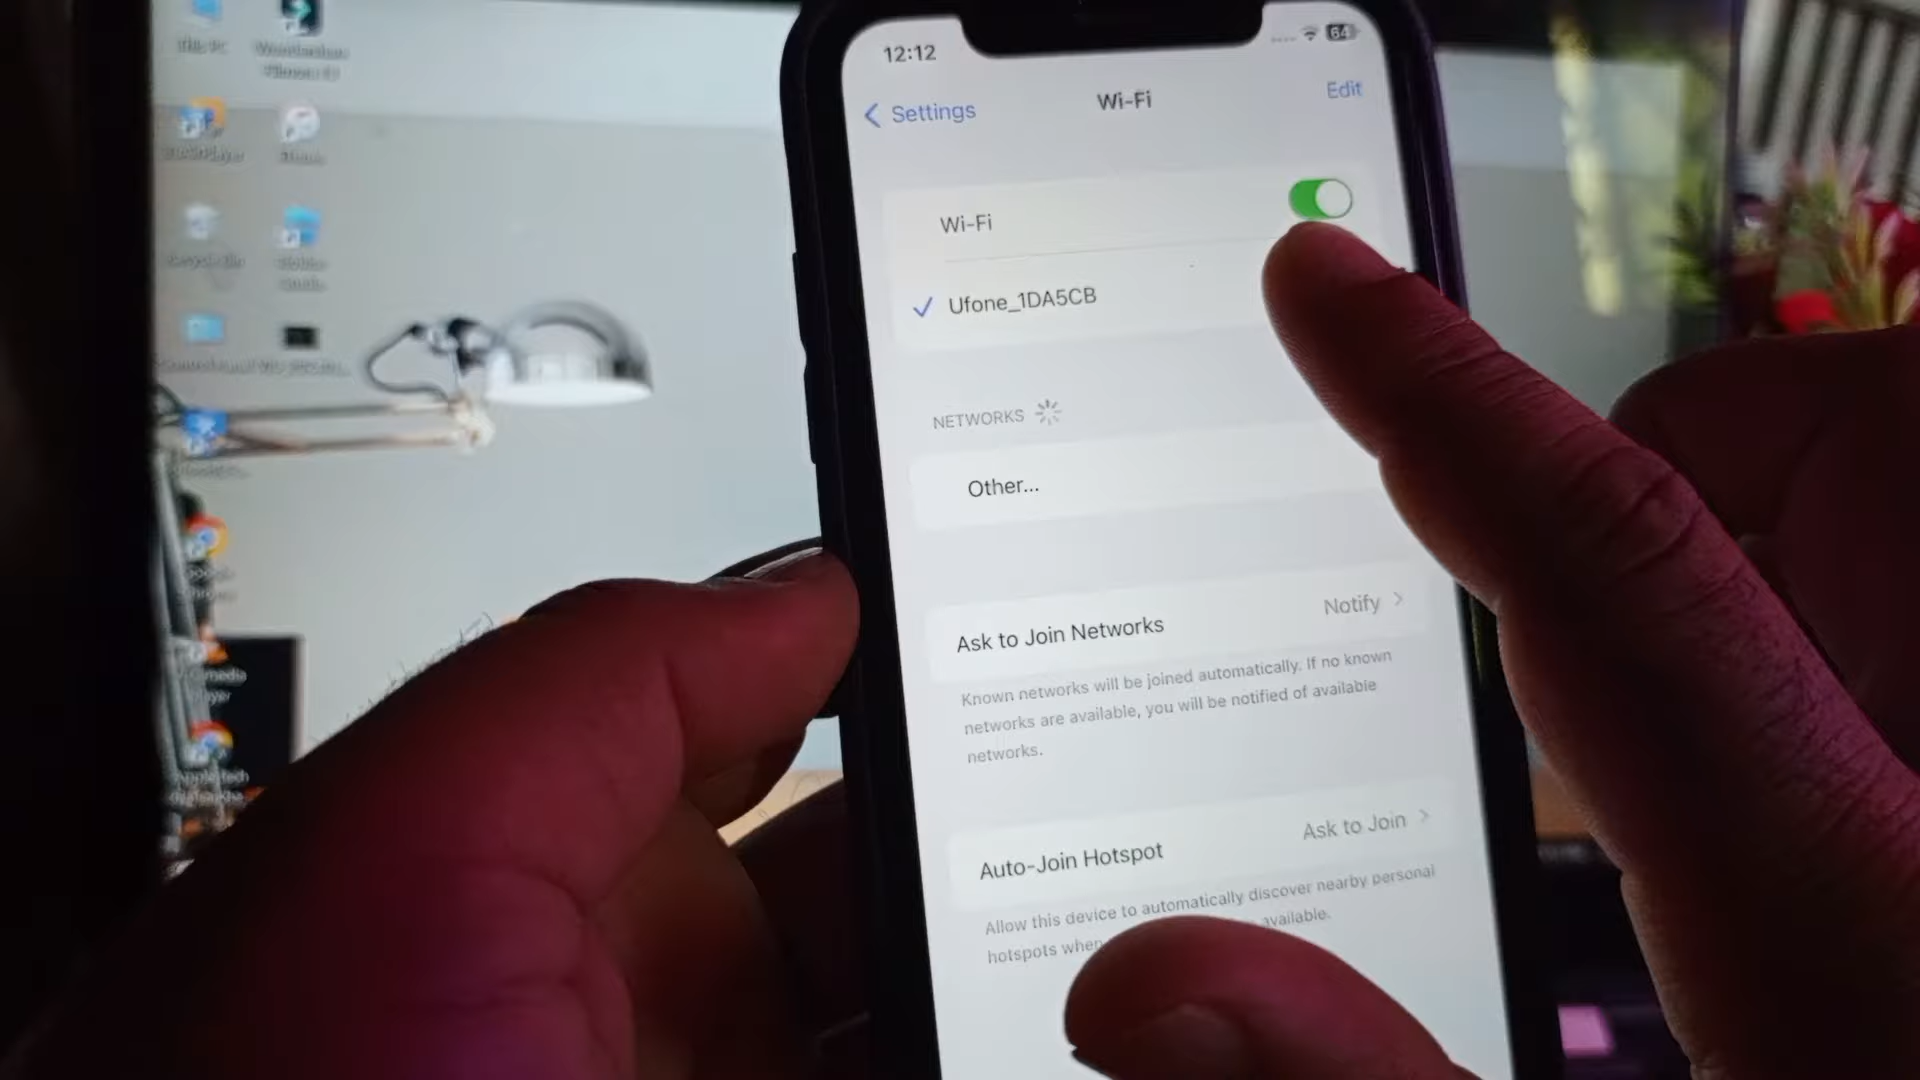 12:12
64
Settings
Wi-Fi
Edit
Wi-Fi
Ufone_1DA5CB
NETWORKS
Other...
Ask to Join Networks
Notify
Known networks will be joined automatically. If no known
networks are available, you will be notified of available
networks.
Auto-Join Hotspot
Ask to Join
Allow this device to automatically discover nearby personal
hotspots when
available.